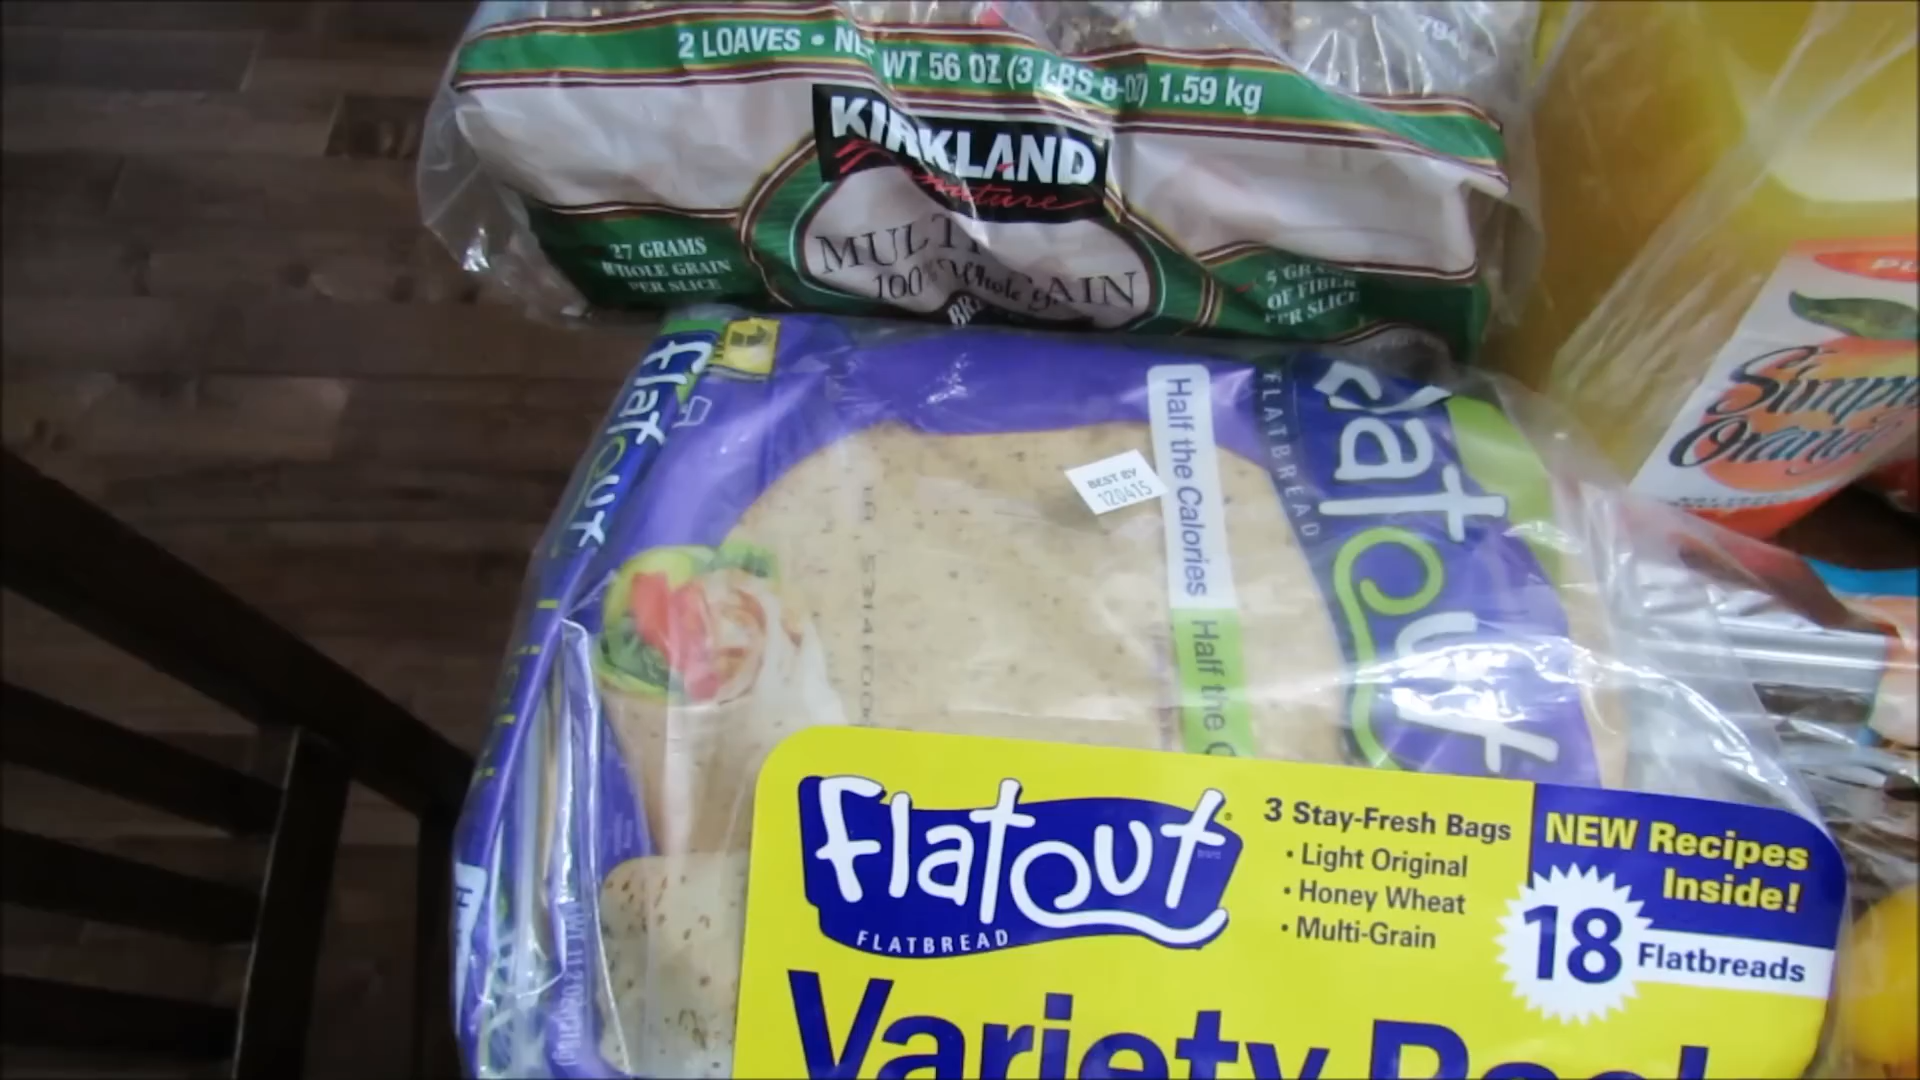 2 LOAVES • NET WT 56 OZ (3 LBS 8 OZ) 1.59 kg
KIRKLAND
Signature
27 GRAMS
WHOLE GRAIN
PER SLICE
MULTIGRAIN
100% Whole
5 GRAMS
OF FIBER
PER SLICE
Simply
Orange
flatout
BEST BY
120415
Half the Calories
Half the C
FLATBREAD
flatout
Flatout
FLATBREAD
3 Stay-Fresh Bags
• Light Original
• Honey Wheat
• Multi-Grain
NEW Recipes
Inside!
18 Flatbreads
Variety Pack